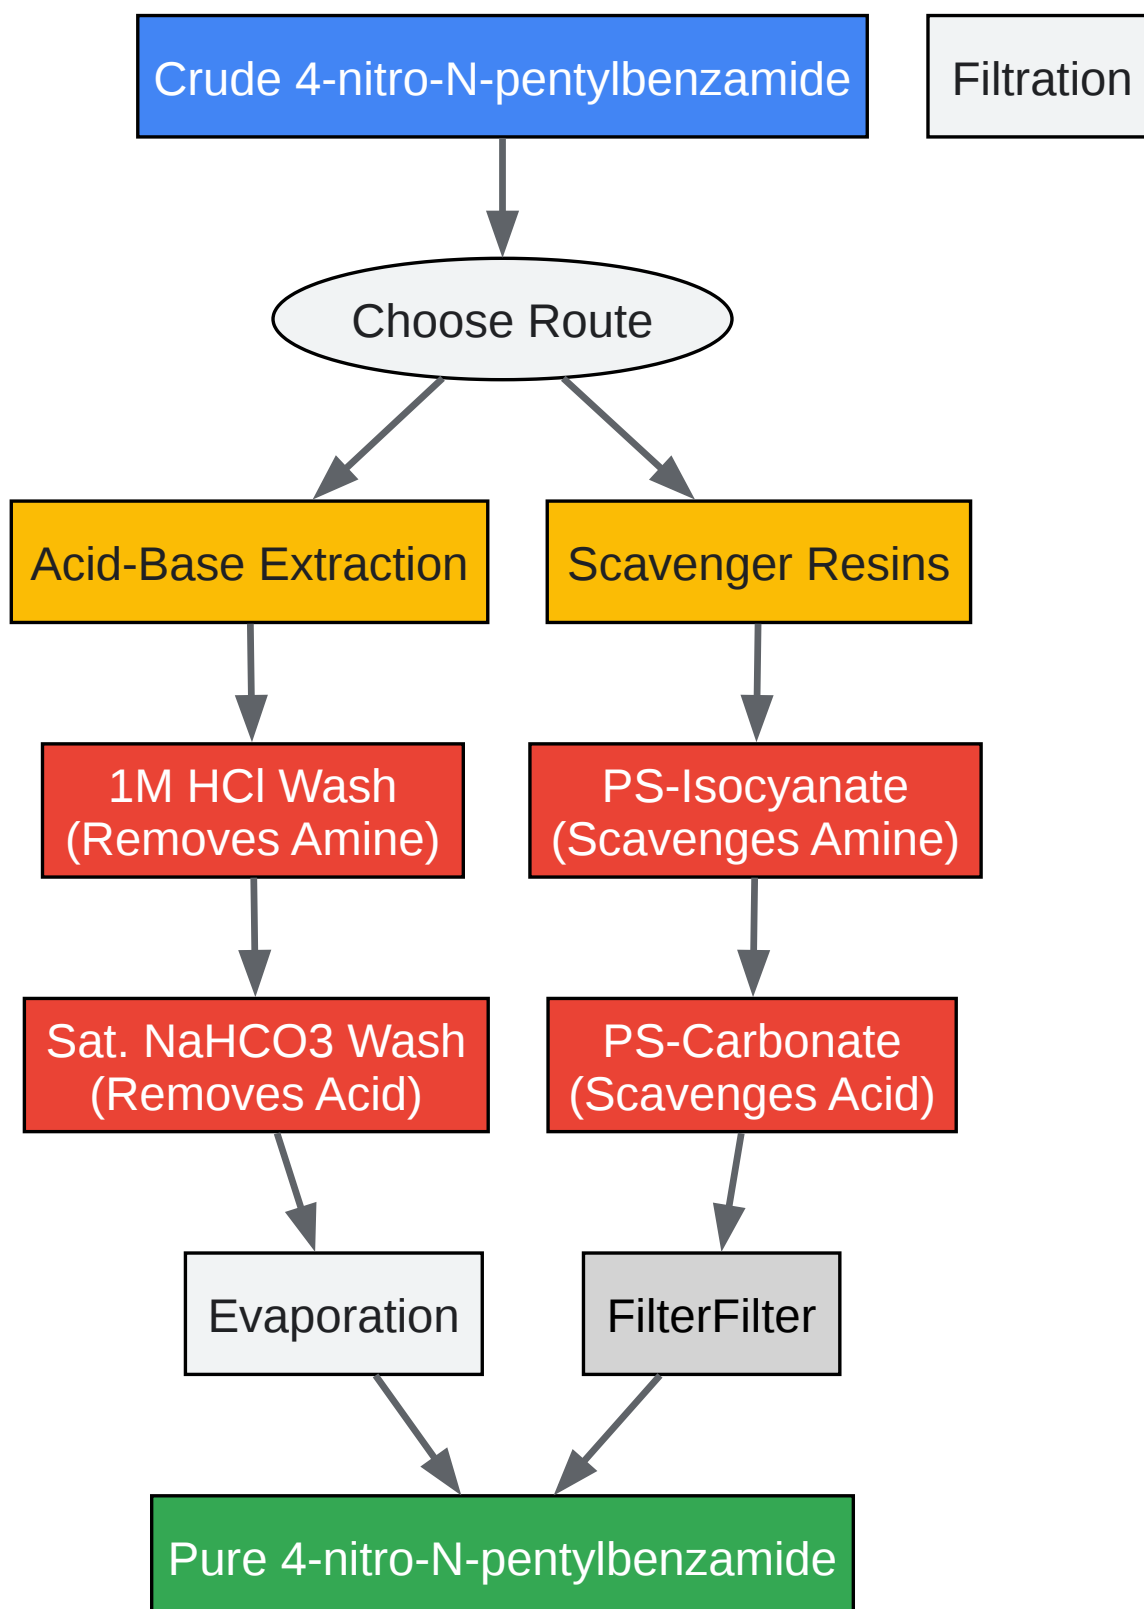 Crude 4-nitro-N-pentylbenzamide
Filtration
Choose Route
Acid-Base Extraction
Scavenger Resins
1M HCl Wash
(Removes Amine)
PS-Isocyanate
(Scavenges Amine)
Sat. NaHCO3 Wash
(Removes Acid)
PS-Carbonate
(Scavenges Acid)
Evaporation
FilterFilter
Pure 4-nitro-N-pentylbenzamide